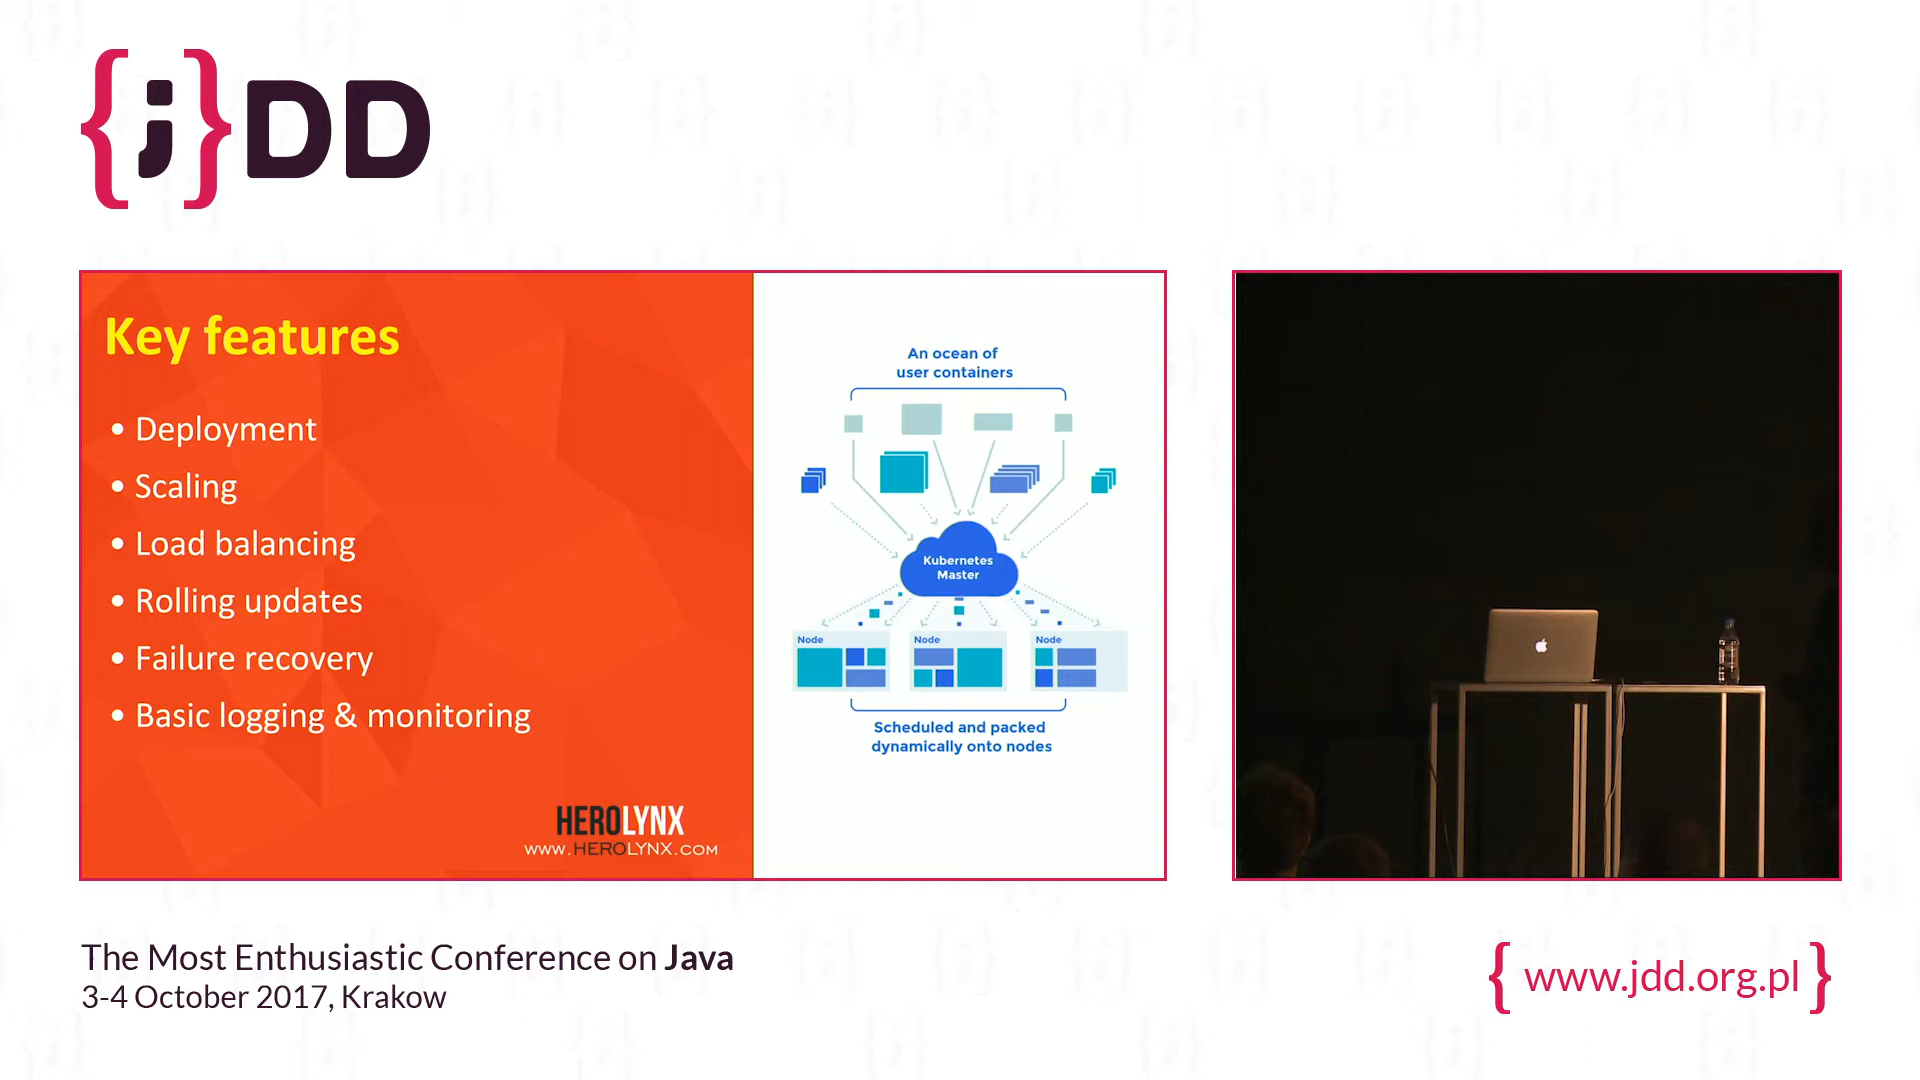 {;}DD
Key features
• Deployment
• Scaling
• Load balancing
• Rolling updates
• Failure recovery
• Basic logging & monitoring
HEROLYNX
www.HEROLYNX.COM
An ocean of
user containers
Kubernetes
Master
Node
Node
Node
Scheduled and packed
dynamically onto nodes
The Most Enthusiastic Conference on Java
3-4 October 2017, Krakow
{ www.jdd.org.pl }